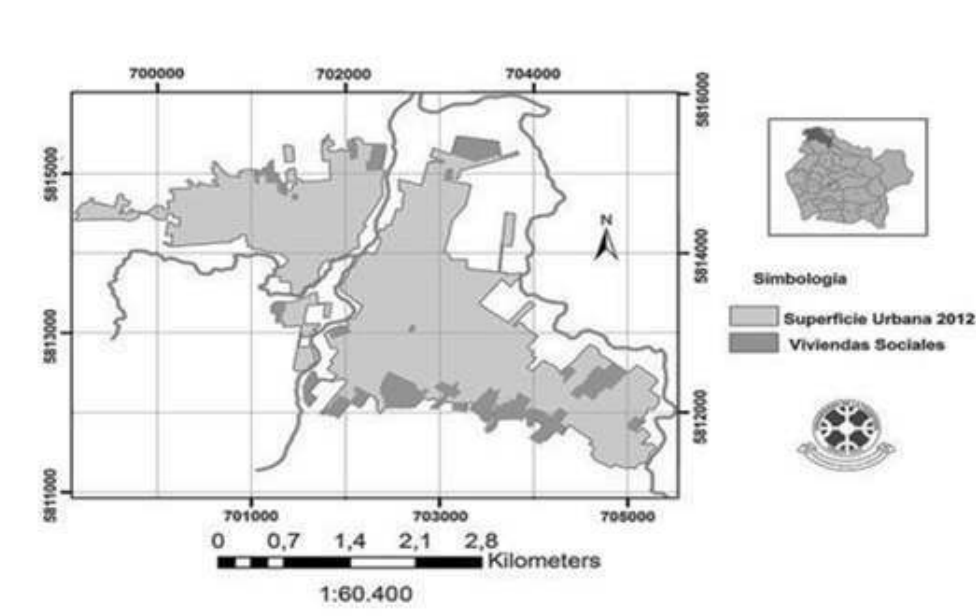 700000 702000 704000
5816000
5815000
N
5814000
Simbologia
Superficie Urbana 2012
5813000
Viviendas Sociales
5812000
5811000
701000 703000 705000
0 0,7 1,4 2,1 2,8
Kilometers
1:60.400